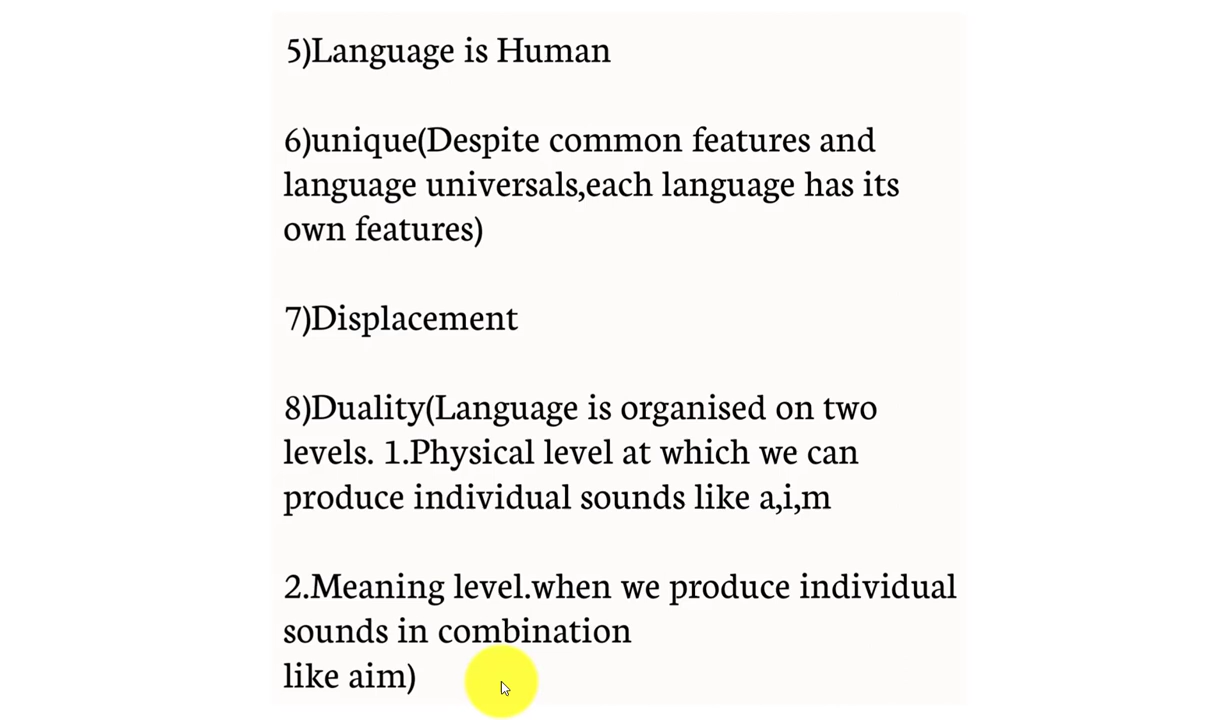 5)Language is Human
6)unique(Despite common features and
language universals,each language has its
own features)
7)Displacement
8)Duality(Language is organised on two
levels. 1.Physical level at which we can
produce individual sounds like a,i,m
2.Meaning level.when we produce individual
sounds in combination
like aim)